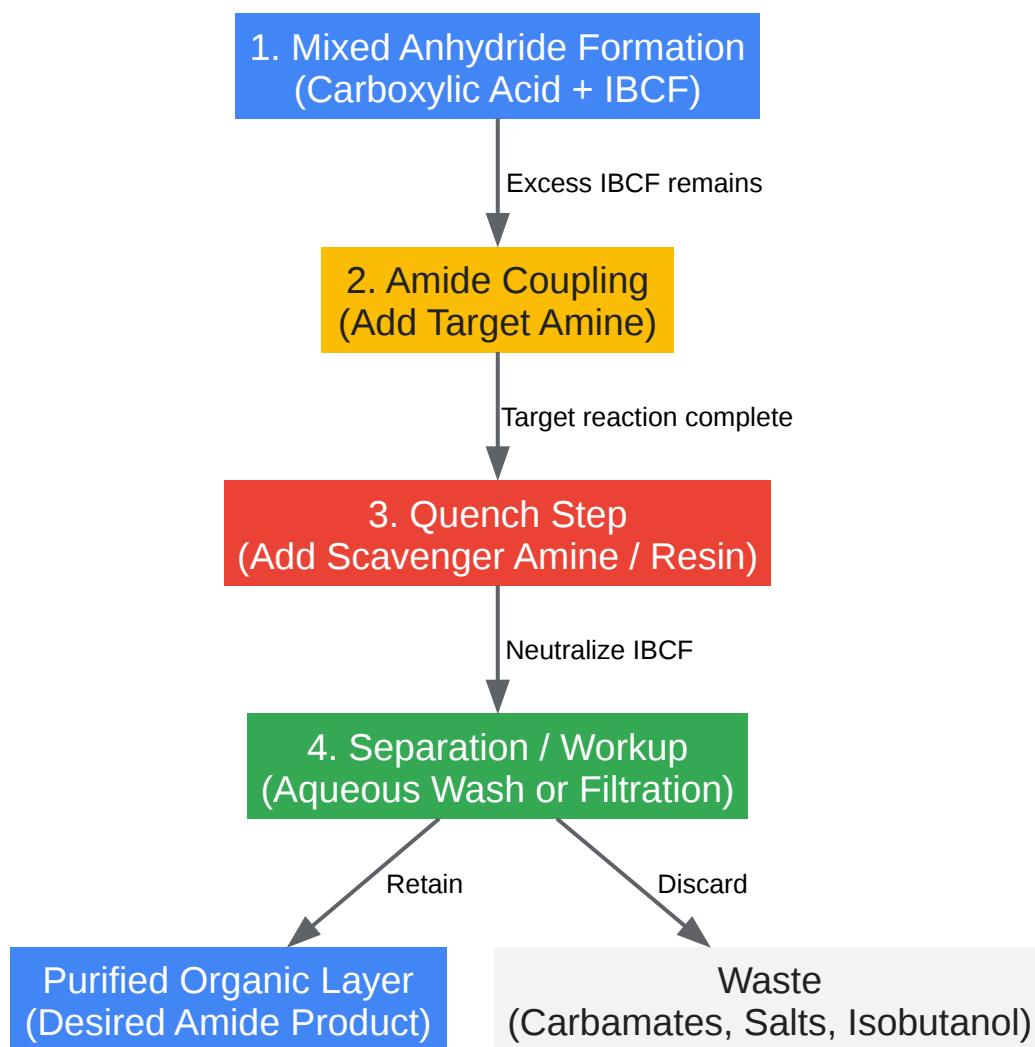 1. Mixed Anhydride Formation
(Carboxylic Acid + IBCF)
Excess IBCF remains
2. Amide Coupling
(Add Target Amine)
Target reaction complete
3. Quench Step
(Add Scavenger Amine / Resin)
Neutralize IBCF
4. Separation / Workup
(Aqueous Wash or Filtration)
Retain
Discard
Purified Organic Layer
(Desired Amide Product)
Waste
(Carbamates, Salts, Isobutanol)